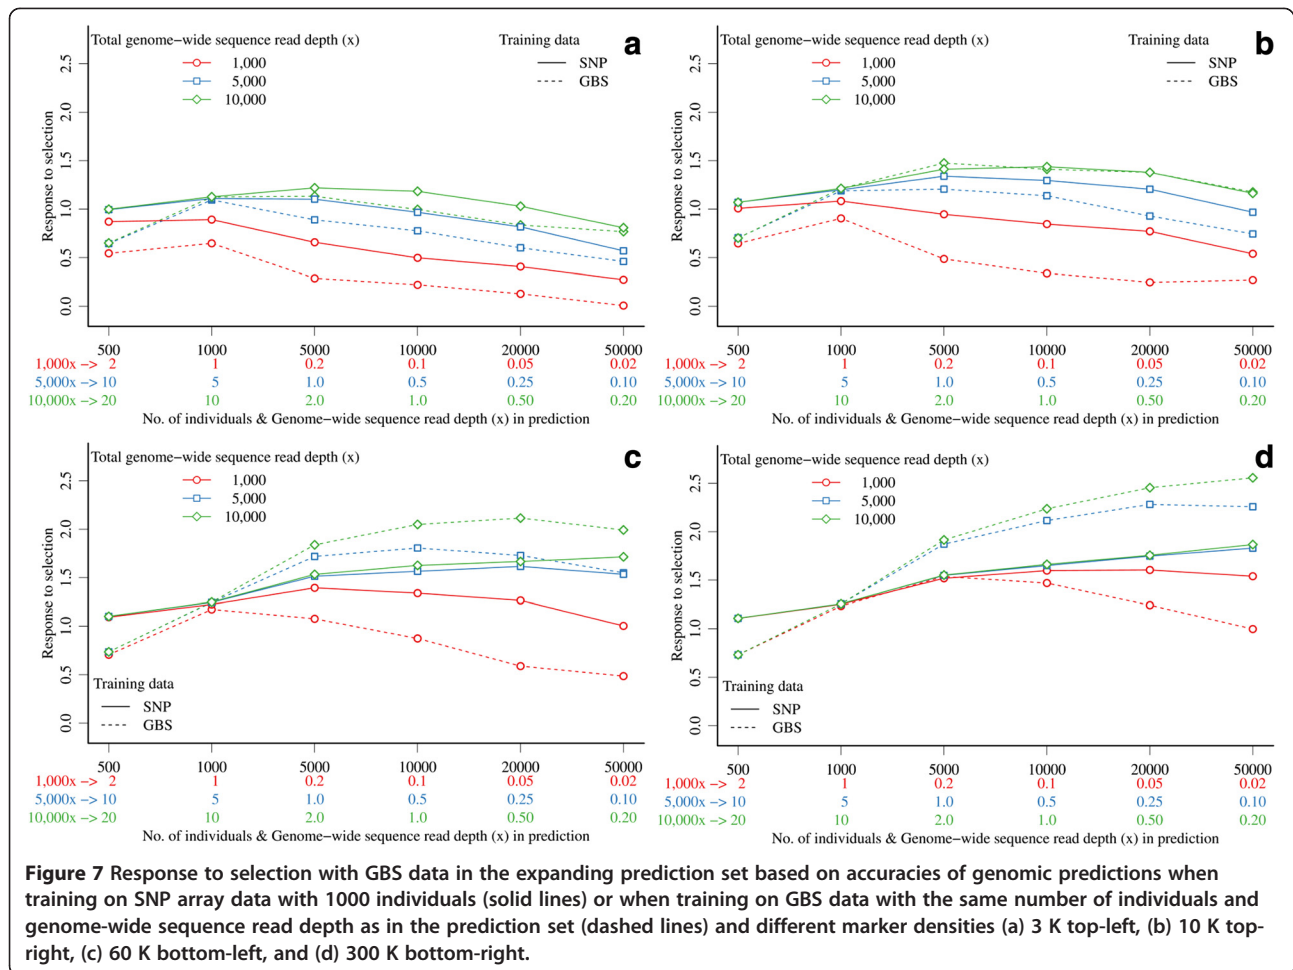 Total genome−wide sequence read depth (x)
1,000
5,000
10,000
Training data
SNP
GBS
a
Response to selection
2.5
2.0
1.5
1.0
0.5
0.0
500 1000 5000 10000 20000 50000
1,000x −> 2 1 0.2 0.1 0.05 0.02
5,000x −> 10 5 1.0 0.5 0.25 0.10
10,000x −> 20 10 2.0 1.0 0.50 0.20
No. of individuals & Genome−wide sequence read depth (x) in prediction
Total genome−wide sequence read depth (x)
1,000
5,000
10,000
Training data
SNP
GBS
b
Response to selection
2.5
2.0
1.5
1.0
0.5
0.0
500 1000 5000 10000 20000 50000
1,000x −> 2 1 0.2 0.1 0.05 0.02
5,000x −> 10 5 1.0 0.5 0.25 0.10
10,000x −> 20 10 2.0 1.0 0.50 0.20
No. of individuals & Genome−wide sequence read depth (x) in prediction
Total genome−wide sequence read depth (x)
1,000
5,000
10,000
c
Response to selection
2.5
2.0
1.5
1.0
0.5
0.0
Training data
SNP
GBS
500 1000 5000 10000 20000 50000
1,000x −> 2 1 0.2 0.1 0.05 0.02
5,000x −> 10 5 1.0 0.5 0.25 0.10
10,000x −> 20 10 2.0 1.0 0.50 0.20
No. of individuals & Genome−wide sequence read depth (x) in prediction
Total genome−wide sequence read depth (x)
1,000
5,000
10,000
d
Response to selection
2.5
2.0
1.5
1.0
0.5
0.0
Training data
SNP
GBS
500 1000 5000 10000 20000 50000
1,000x −> 2 1 0.2 0.1 0.05 0.02
5,000x −> 10 5 1.0 0.5 0.25 0.10
10,000x −> 20 10 2.0 1.0 0.50 0.20
No. of individuals & Genome−wide sequence read depth (x) in prediction
Figure 7 Response to selection with GBS data in the expanding prediction set based on accuracies of genomic predictions when
training on SNP array data with 1000 individuals (solid lines) or when training on GBS data with the same number of individuals and
genome-wide sequence read depth as in the prediction set (dashed lines) and different marker densities (a) 3 K top-left, (b) 10 K top-
right, (c) 60 K bottom-left, and (d) 300 K bottom-right.